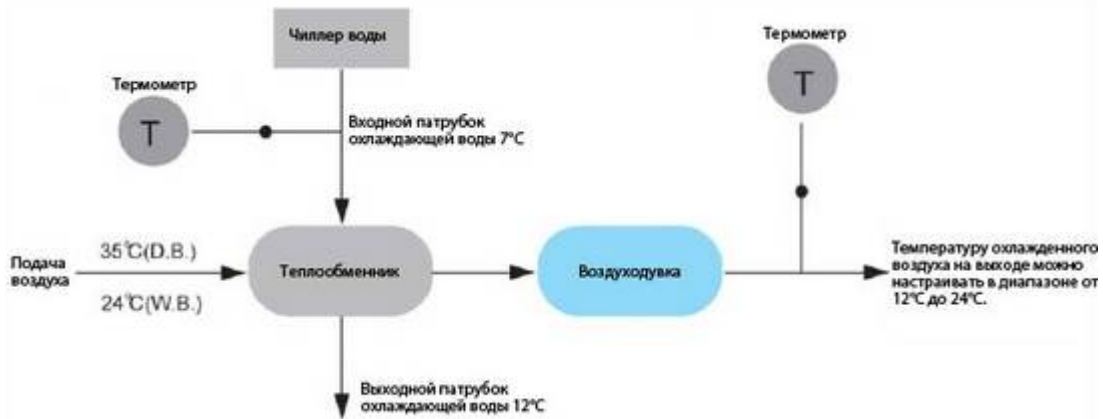 Чиллер воды
Термометр
T
Входной патрубок
охлаждающей воды 7°C
Термометр
T
Подача
воздуха
35°C(D.B.)
24°C(W.B.)
Теплообменник
Воздуходувка
Температуру охлажденного
воздуха на выходе можно
настраивать в диапазоне от
12°C до 24°C.
Выходной патрубок
охлаждающей воды 12°C